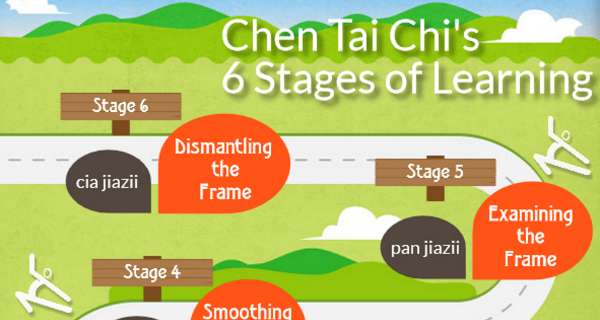 Chen Tai Chi's
6 Stages of Learning
Stage 6
Dismantling
the
Frame
cia jiazii
Stage 5
Examining
the
Frame
pan jiazii
Stage 4
Smoothing